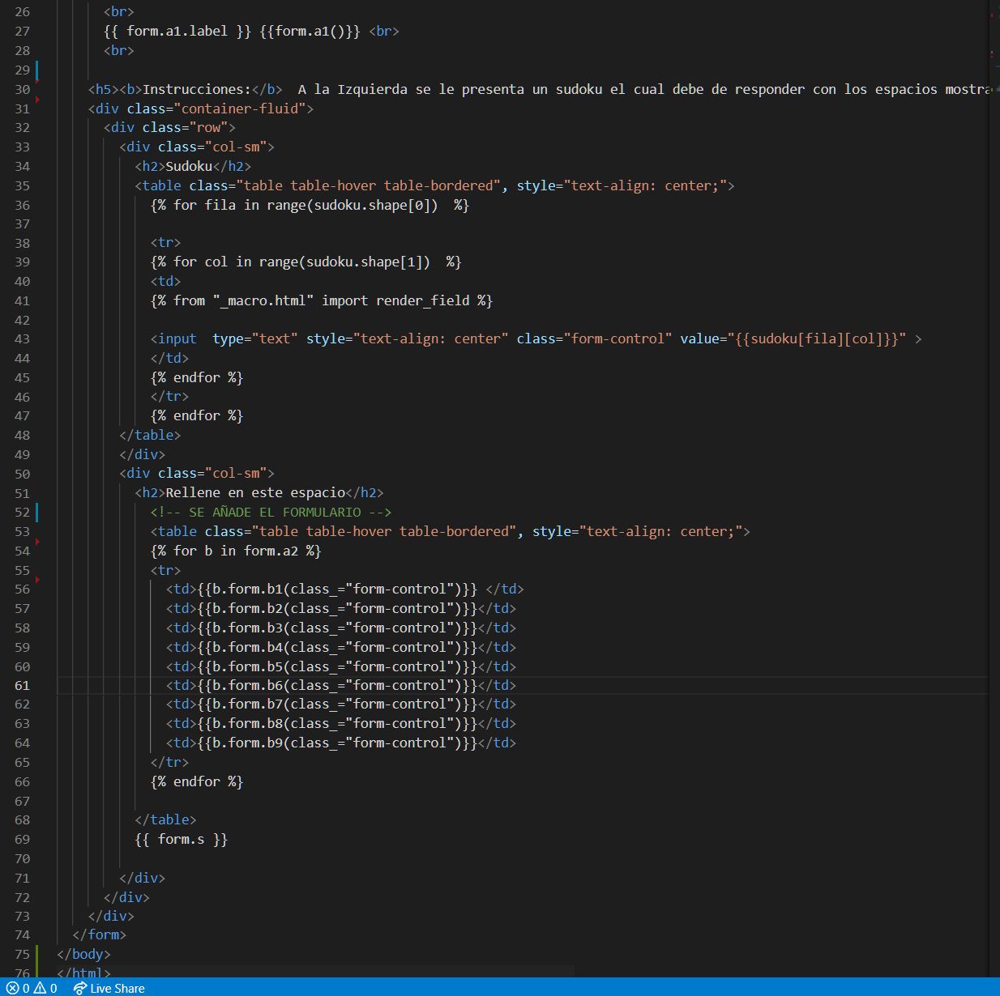 26 <br>
27 {{ form.a1.label }} {{form.a1()}} <br>
28 <br>
29
30 <h5><b>Instrucciones:</b>  A la Izquierda se le presenta un sudoku el cual debe de responder con los espacios mostra
31 <div class="container-fluid">
32 <div class="row">
33 <div class="col-sm">
34 <h2>Sudoku</h2>
35 <table class="table table-hover table-bordered", style="text-align: center;">
36 {% for fila in range(sudoku.shape[0])  %}
37
38 <tr>
39 {% for col in range(sudoku.shape[1])  %}
40 <td>
41 {% from "_macro.html" import render_field %}
42
43 <input  type="text" style="text-align: center" class="form-control" value="{{sudoku[fila][col]}}" >
44 </td>
45 {% endfor %}
46 </tr>
47 {% endfor %}
48 </table>
49 </div>
50 <div class="col-sm">
51 <h2>Rellene en este espacio</h2>
52 <!-- SE AÑADE EL FORMULARIO -->
53 <table class="table table-hover table-bordered", style="text-align: center;">
54 {% for b in form.a2 %}
55 <tr>
56 <td>{{b.form.b1(class_="form-control")}} </td>
57 <td>{{b.form.b2(class_="form-control")}}</td>
58 <td>{{b.form.b3(class_="form-control")}}</td>
59 <td>{{b.form.b4(class_="form-control")}}</td>
60 <td>{{b.form.b5(class_="form-control")}}</td>
61 <td>{{b.form.b6(class_="form-control")}}</td>
62 <td>{{b.form.b7(class_="form-control")}}</td>
63 <td>{{b.form.b8(class_="form-control")}}</td>
64 <td>{{b.form.b9(class_="form-control")}}</td>
65 </tr>
66 {% endfor %}
67
68 </table>
69 {{ form.s }}
70
71 </div>
72 </div>
73 </div>
74 </form>
75 </body>
76 </html>
0 0 Live Share